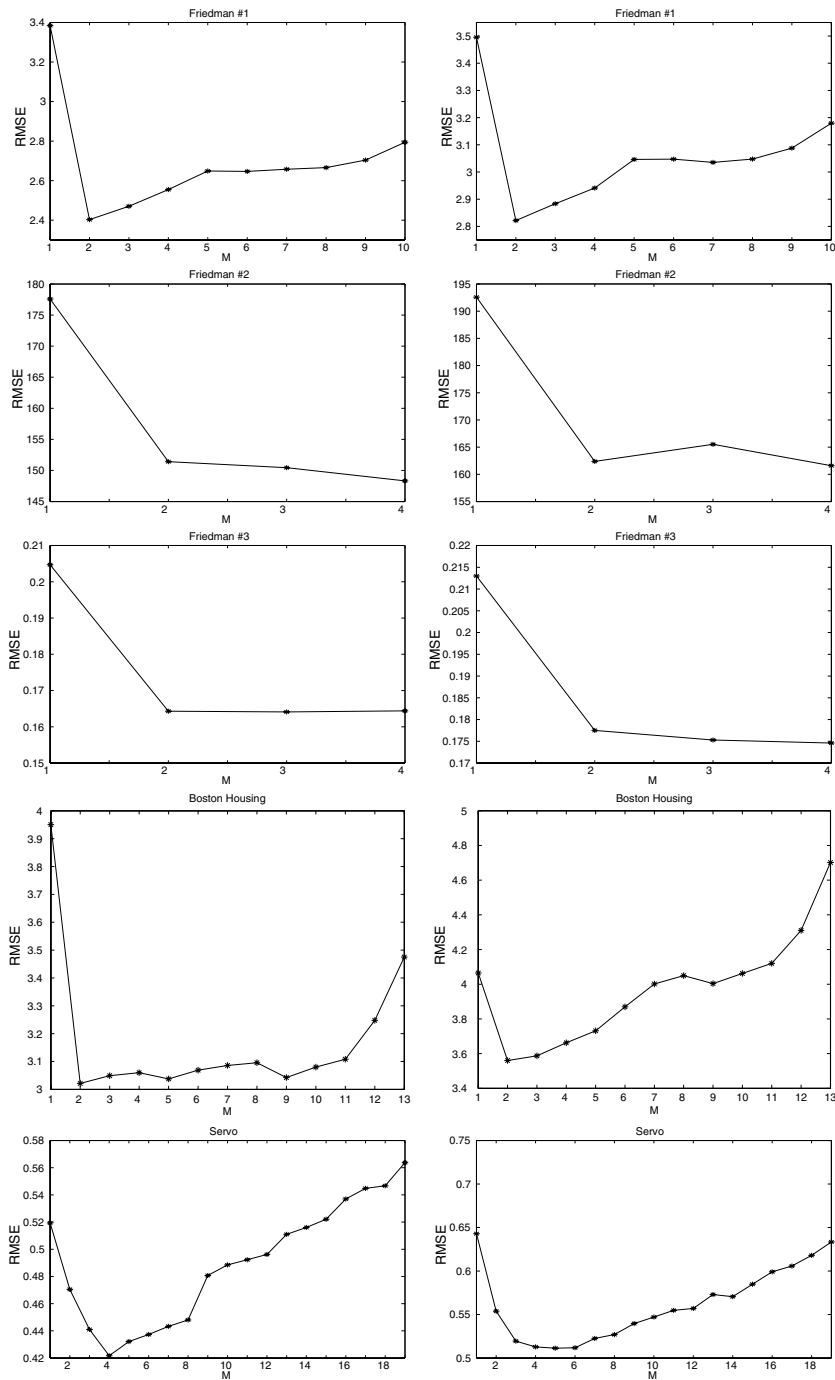 Friedman #1
3.4
3.2
3
2.8
2.6
2.4
RMSE
1 2 3 4 5 6 7 8 9 10
M
Friedman #1
3.5
3.4
3.3
3.2
3.1
3
2.9
2.8
RMSE
1 2 3 4 5 6 7 8 9 10
M
Friedman #2
180
175
170
165
160
155
150
145
RMSE
1 2 3 4
M
Friedman #2
195
190
185
180
175
170
165
160
155
RMSE
1 2 3 4
M
Friedman #3
0.21
0.2
0.19
0.18
0.17
0.16
0.15
RMSE
1 2 3 4
M
Friedman #3
0.22
0.215
0.21
0.205
0.2
0.195
0.19
0.185
0.18
0.175
0.17
RMSE
1 2 3 4
M
Boston Housing
4
3.9
3.8
3.7
3.6
3.5
3.4
3.3
3.2
3.1
3
RMSE
1 2 3 4 5 6 7 8 9 10 11 12 13
M
Boston Housing
5
4.8
4.6
4.4
4.2
4
3.8
3.6
3.4
RMSE
1 2 3 4 5 6 7 8 9 10 11 12 13
M
Servo
0.58
0.56
0.54
0.52
0.5
0.48
0.46
0.44
0.42
RMSE
2 4 6 8 10 12 14 16 18
M
Servo
0.75
0.7
0.65
0.6
0.55
0.5
RMSE
2 4 6 8 10 12 14 16 18
M